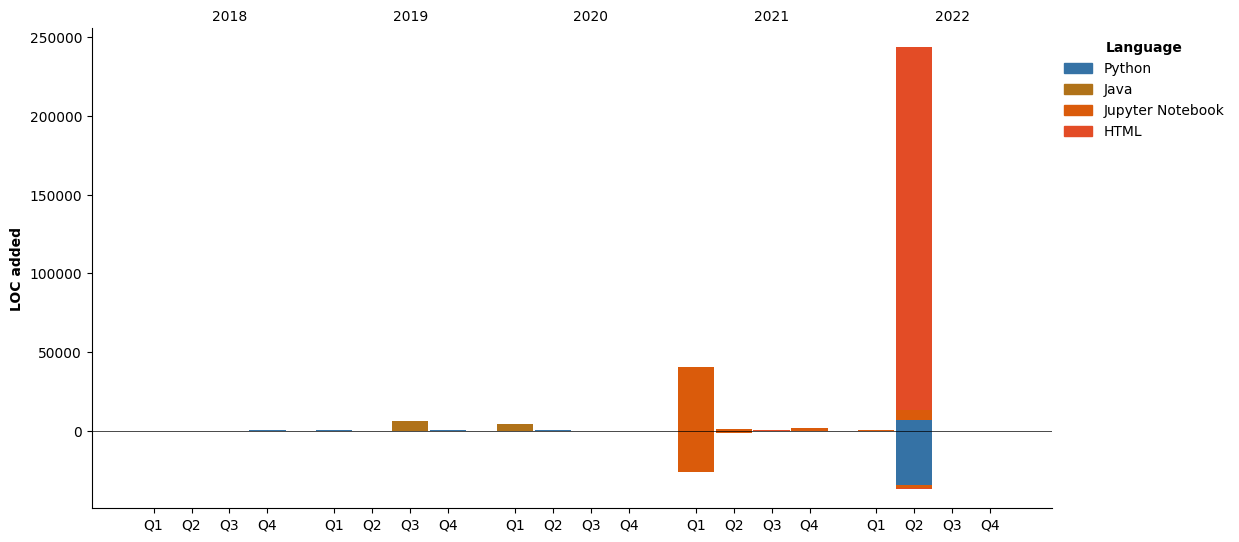 2018 2019 2020 2021 2022
250000
200000
150000
100000
50000
0
LOC added
Q1 Q2 Q3 Q4 Q1 Q2 Q3 Q4 Q1 Q2 Q3 Q4 Q1 Q2 Q3 Q4 Q1 Q2 Q3 Q4
Language
Python
Java
Jupyter Notebook
HTML